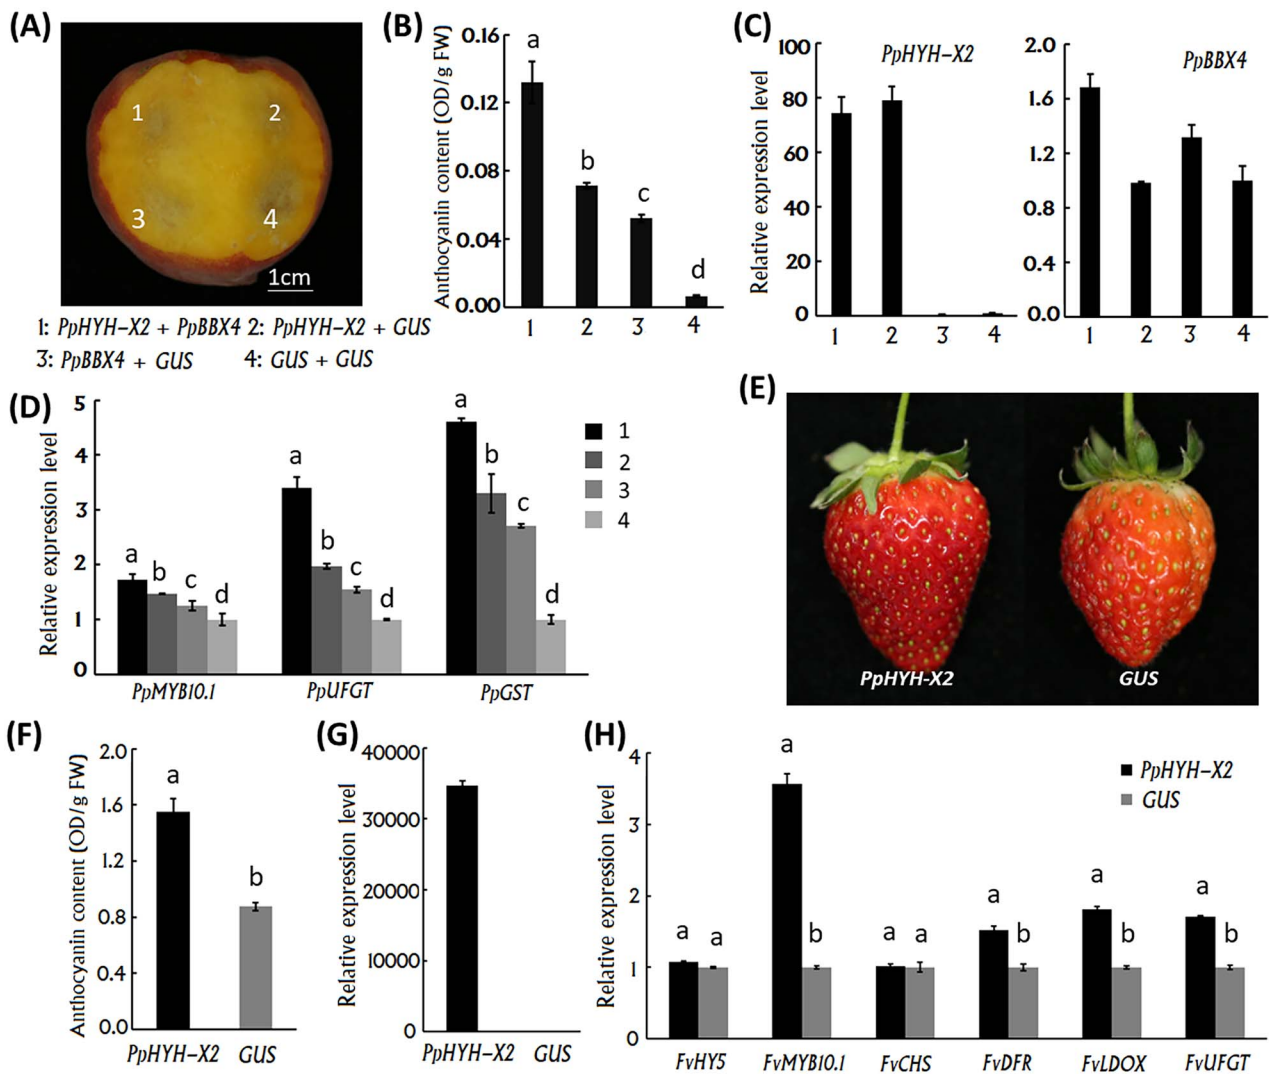 (A)
1
2
3
4
1cm
1: PpHYH-X2 + PpBBX4 2: PpHYH-X2 + GUS
3: PpBBX4 + GUS 4: GUS + GUS
(B)
Anthocyanin content (OD/g FW)
0.16
0.12
0.08
0.04
0.00
a
b
c
d
1 2 3 4
(C)
Relative expression level
PpHYH-X2
100
80
60
40
20
0
1 2 3 4
PpBBX4
2.0
1.6
1.2
0.8
0.4
0.0
1 2 3 4
(D)
Relative expression level
5
4
3
2
1
0
a b c d
a b c d
a b c d
PpMYB10.1 PpUFGT PpGST
1
2
3
4
(E)
PpHYH-X2 GUS
(F)
Anthocyanin content (OD/g FW)
2.0
1.6
1.2
0.8
0.4
0.0
a
b
PpHYH-X2 GUS
(G)
Relative expression level
40000
30000
20000
10000
0
PpHYH-X2 GUS
(H)
Relative expression level
4
3
2
1
0
PpHYH-X2
GUS
a a
a b
a a
a b
a b
a b
FvHY5 FvMYB10.1 FvCHS FvDFR FvLDOX FvUFGT